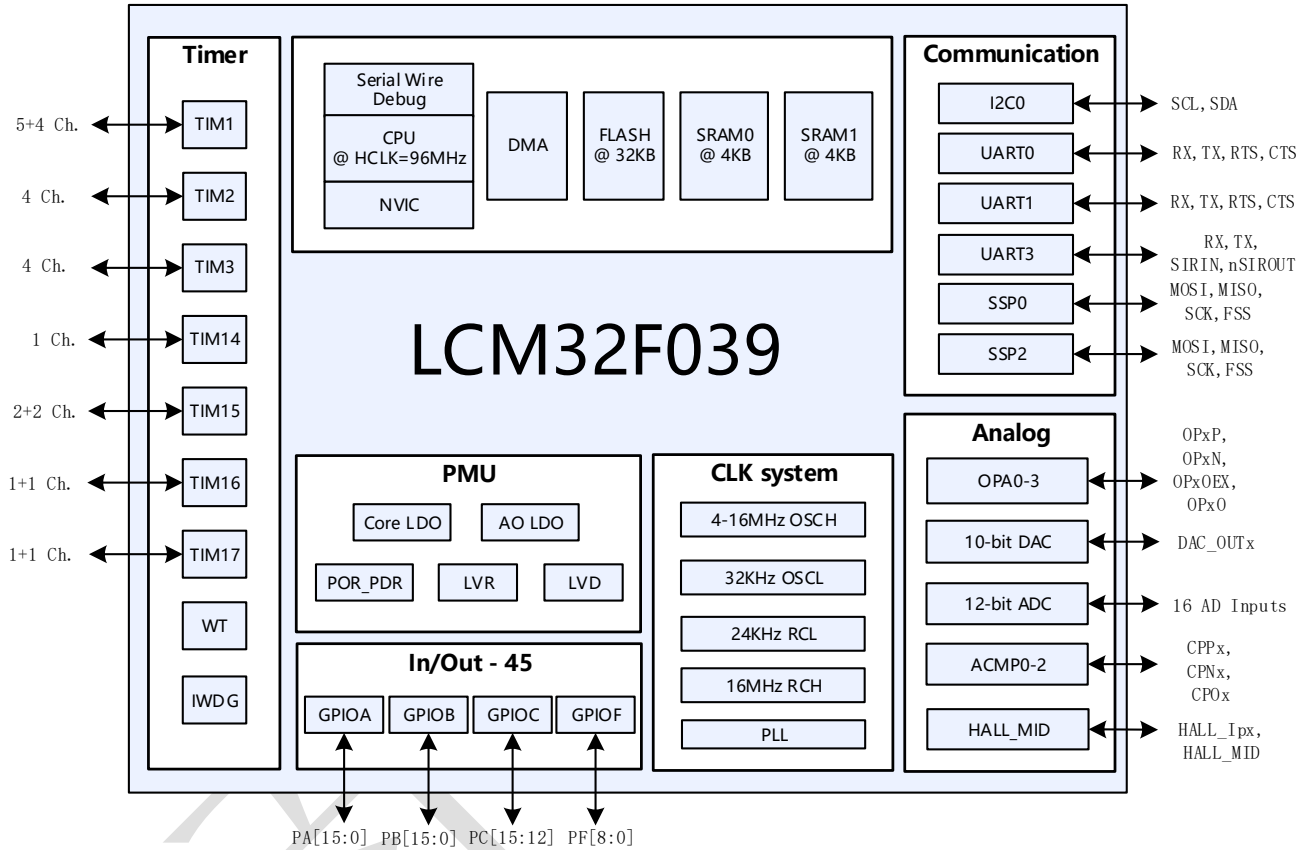 Timer
5+4 Ch.
TIM1
4 Ch.
TIM2
4 Ch.
TIM3
1 Ch.
TIM14
2+2 Ch.
TIM15
1+1 Ch.
TIM16
1+1 Ch.
TIM17
WT
IWDG
Serial Wire
Debug
CPU
@ HCLK=96MHz
NVIC
DMA
FLASH
@ 32KB
SRAM0
@ 4KB
SRAM1
@ 4KB
LCM32F039
PMU
Core LDO
AO LDO
POR_PDR
LVR
LVD
In/Out - 45
GPIOA
GPIOB
GPIOC
GPIOF
PA[15:0]
PB[15:0]
PC[15:12]
PF[8:0]
CLK system
4-16MHz OSCH
32KHz OSCL
24KHz RCL
16MHz RCH
PLL
Communication
I2C0
SCL, SDA
UART0
RX, TX, RTS, CTS
UART1
RX, TX, RTS, CTS
UART3
RX, TX,
SIRIN, nSIROUT
SSP0
MOSI, MISO,
SCK, FSS
SSP2
MOSI, MISO,
SCK, FSS
Analog
OPA0-3
OPxP,
OPxN,
OPxOEX,
OPxO
10-bit DAC
DAC_OUTx
12-bit ADC
16 AD Inputs
ACMP0-2
CPPx,
CPNx,
CPOx
HALL_MID
HALL_Ipx,
HALL_MID